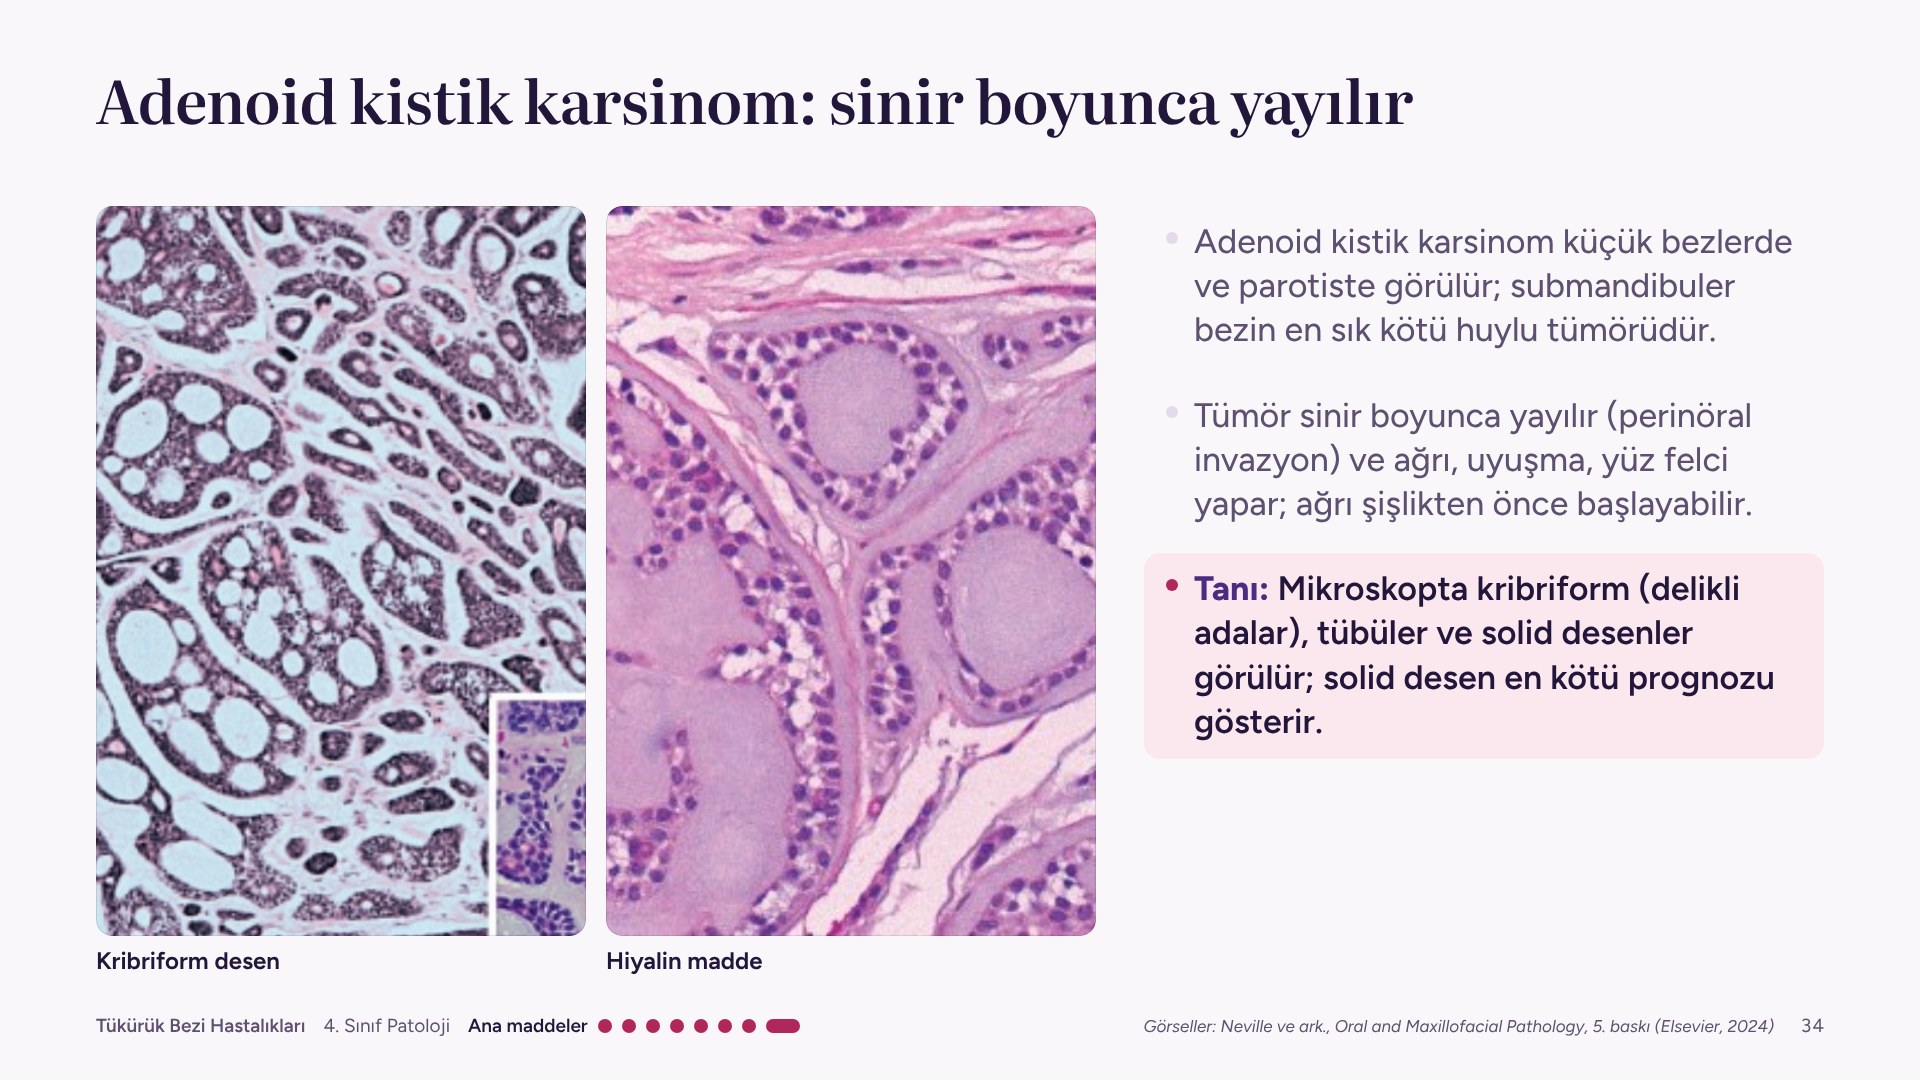 Adenoid kistik karsinom: sinir boyunca yayılır
Adenoid kistik karsinom küçük bezlerde
ve parotiste görülür; submandibuler
bezin en sık kötü huylu tümörüdür.
Tümör sinir boyunca yayılır (perinöral
invazyon) ve ağrı, uyuşma, yüz felci
yapar; ağrı şişlikten önce başlayabilir.
Tanı: Mikroskopta kribriform (delikli
adalar), tübüler ve solid desenler
görülür; solid desen en kötü prognozu
gösterir.
Kribriform desen
Hiyalin madde
Tükürük Bezi Hastalıkları 4. Sınıf Patoloji Ana maddeler
Görseller: Neville ve ark., Oral and Maxillofacial Pathology, 5. baskı (Elsevier, 2024) 34